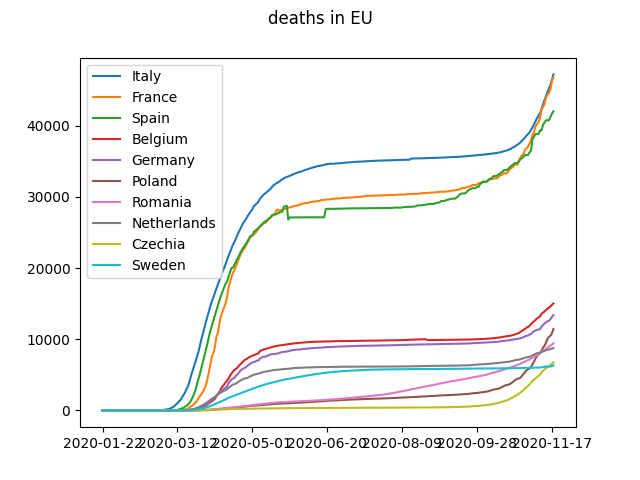 deaths in EU
Italy
France
Spain
Belgium
Germany
Poland
Romania
Netherlands
Czechia
Sweden
40000
30000
20000
10000
0
2020-01-22 2020-03-12 2020-05-01 2020-06-20 2020-08-09 2020-09-28 2020-11-17